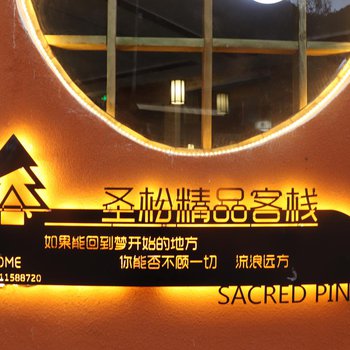 圣松精品客栈
如果能回到梦开始的地方
你能否不顾一切 流浪远方
OME
11588720
SACRED PIN